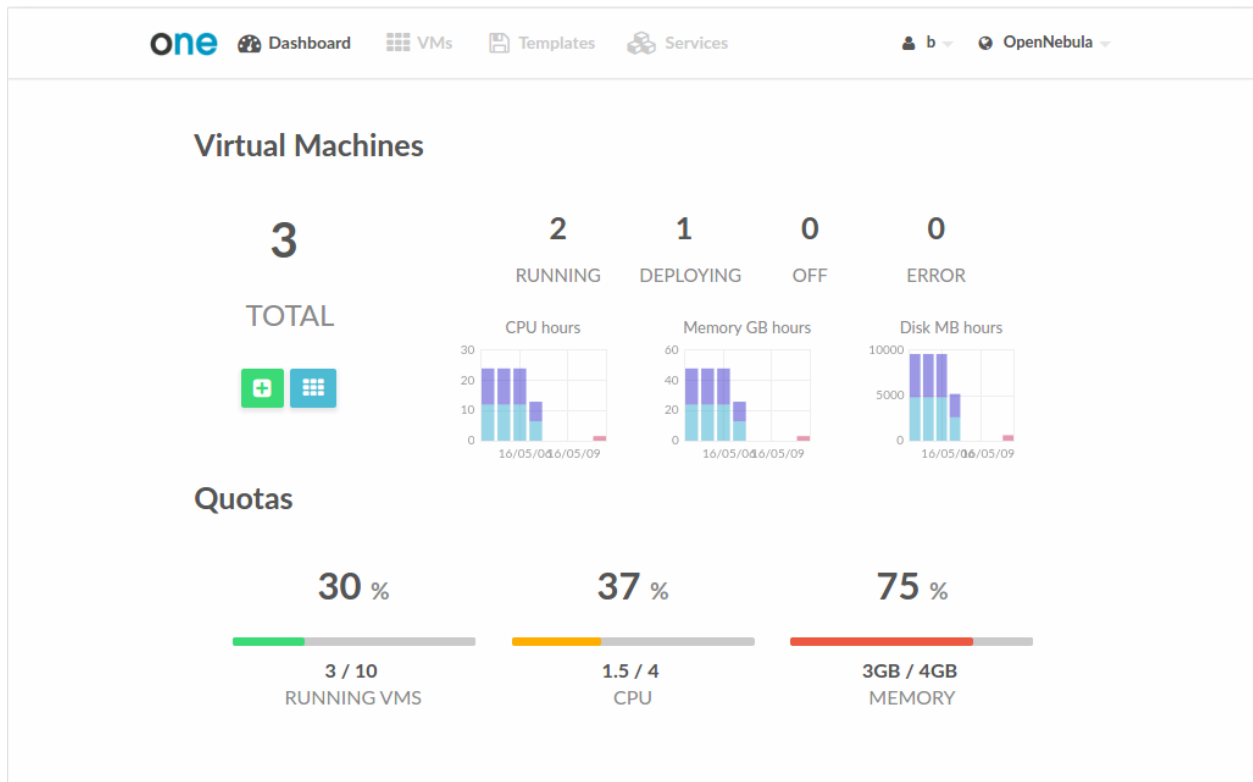 one Dashboard VMs Templates Services b OpenNebula
Virtual Machines
3
TOTAL
2 1 0 0
RUNNING DEPLOYING OFF ERROR
CPU hours Memory GB hours Disk MB hours
30
20
10
0
16/05/06 16/05/09
60
40
20
0
16/05/06 16/05/09
10000
5000
0
16/05/06 16/05/09
Quotas
30 % 37 % 75 %
3 / 10 1.5 / 4 3GB / 4GB
RUNNING VMS CPU MEMORY